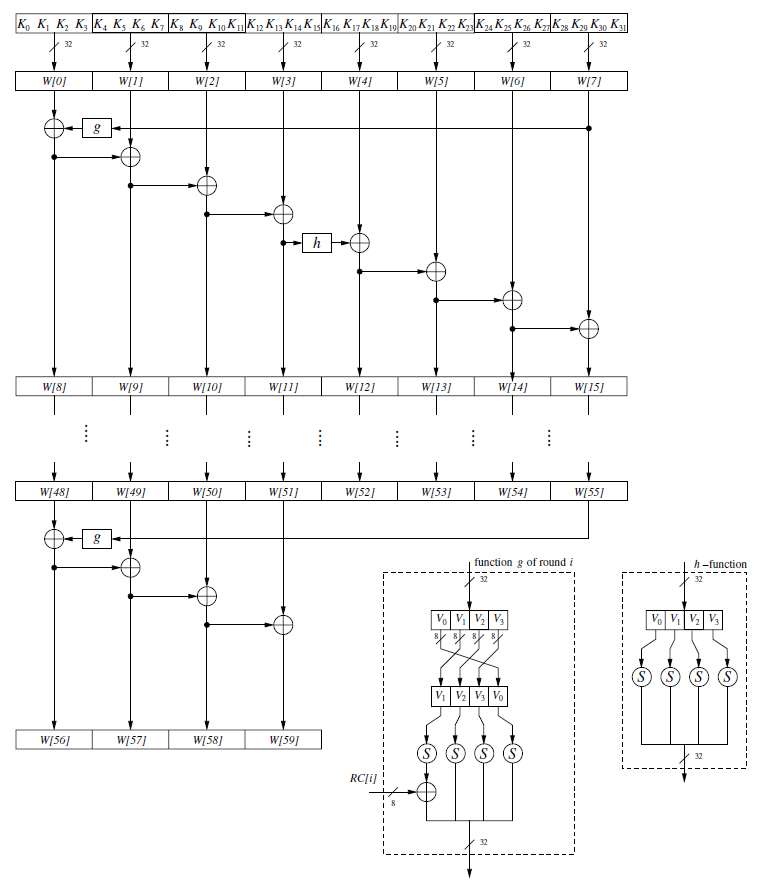 K0 K1 K2 K3 K4 K5 K6 K7 K8 K9 K10 K11 K12 K13 K14 K15 K16 K17 K18 K19 K20 K21 K22 K23 K24 K25 K26 K27 K28 K29 K30 K31
32 32 32 32 32 32 32 32
W[0] W[1] W[2] W[3] W[4] W[5] W[6] W[7]
g
h
W[8] W[9] W[10] W[11] W[12] W[13] W[14] W[15]
W[48] W[49] W[50] W[51] W[52] W[53] W[54] W[55]
g
W[56] W[57] W[58] W[59]
function g of round i
32
V0 V1 V2 V3
8 8 8 8
V1 V2 V3 V0
S S S S
RC[i]
8
32
h–function
32
V0 V1 V2 V3
S S S S
32